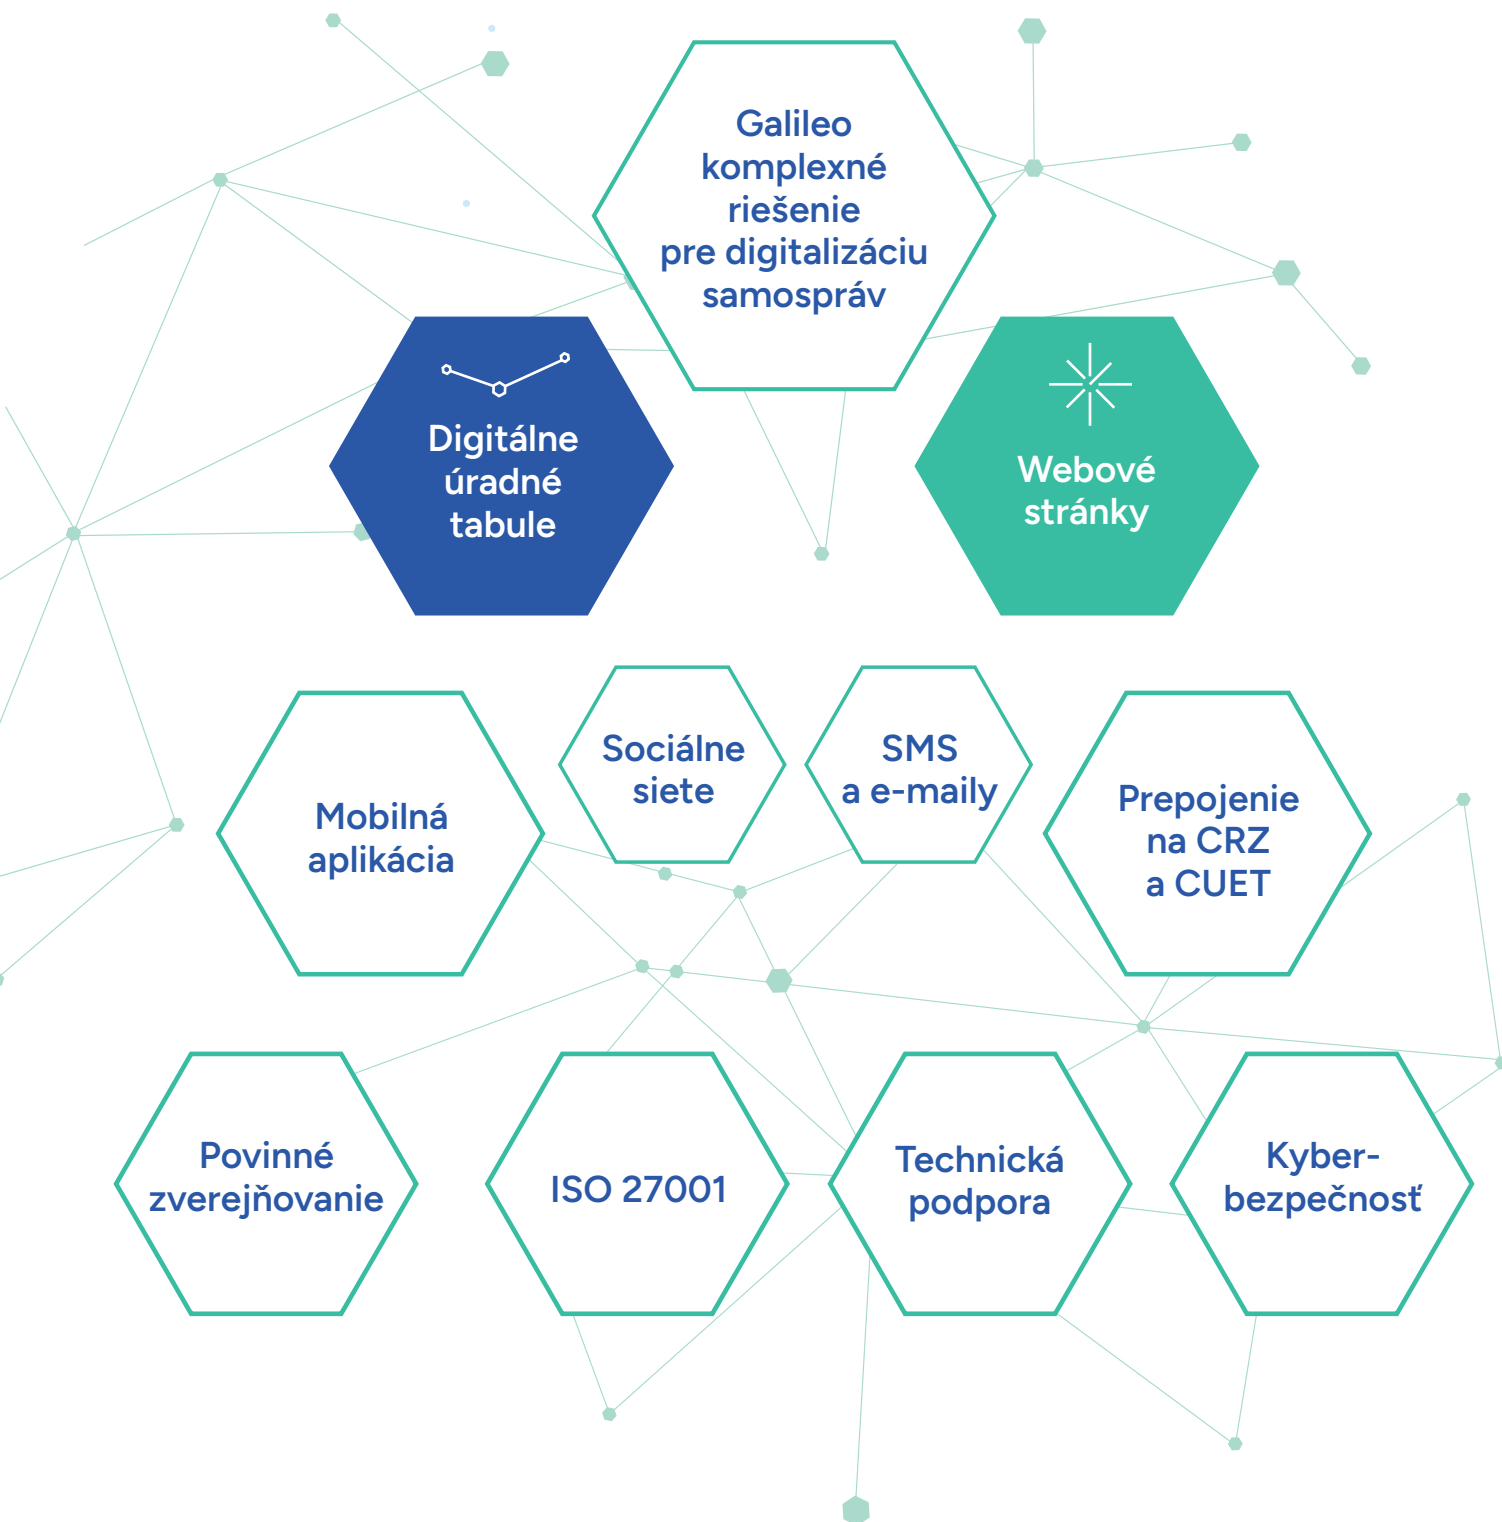 Galileo
komplexné
riešenie
pre digitalizáciu
samospráv
Digitálne
úradné
tabule
Webové
stránky
Mobilná
aplikácia
Sociálne
siete
SMS
a e-maily
Prepojenie
na CRZ
a CUET
Povinné
zverejňovanie
ISO 27001
Technická
podpora
Kyber-
bezpečnosť